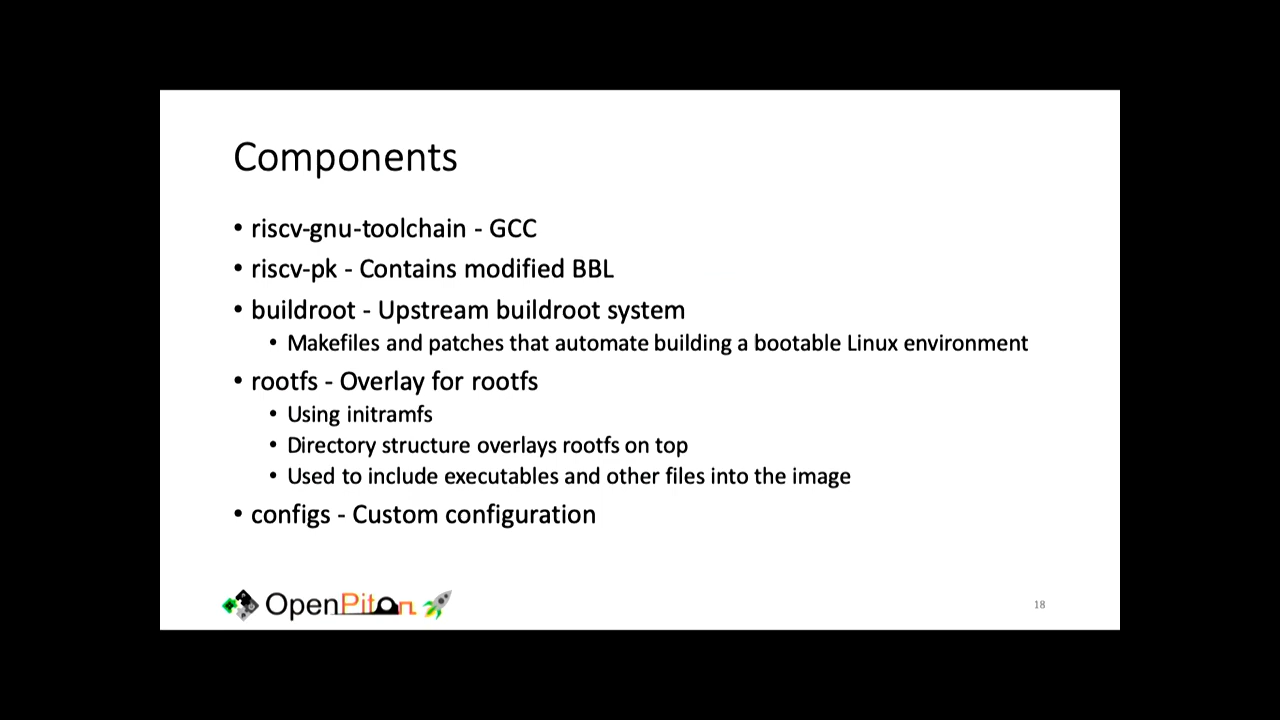 Components
• riscv-gnu-toolchain - GCC
• riscv-pk - Contains modified BBL
• buildroot - Upstream buildroot system
• Makefiles and patches that automate building a bootable Linux environment
• rootfs - Overlay for rootfs
• Using initramfs
• Directory structure overlays rootfs on top
• Used to include executables and other files into the image
• configs - Custom configuration
OpenPiton
18